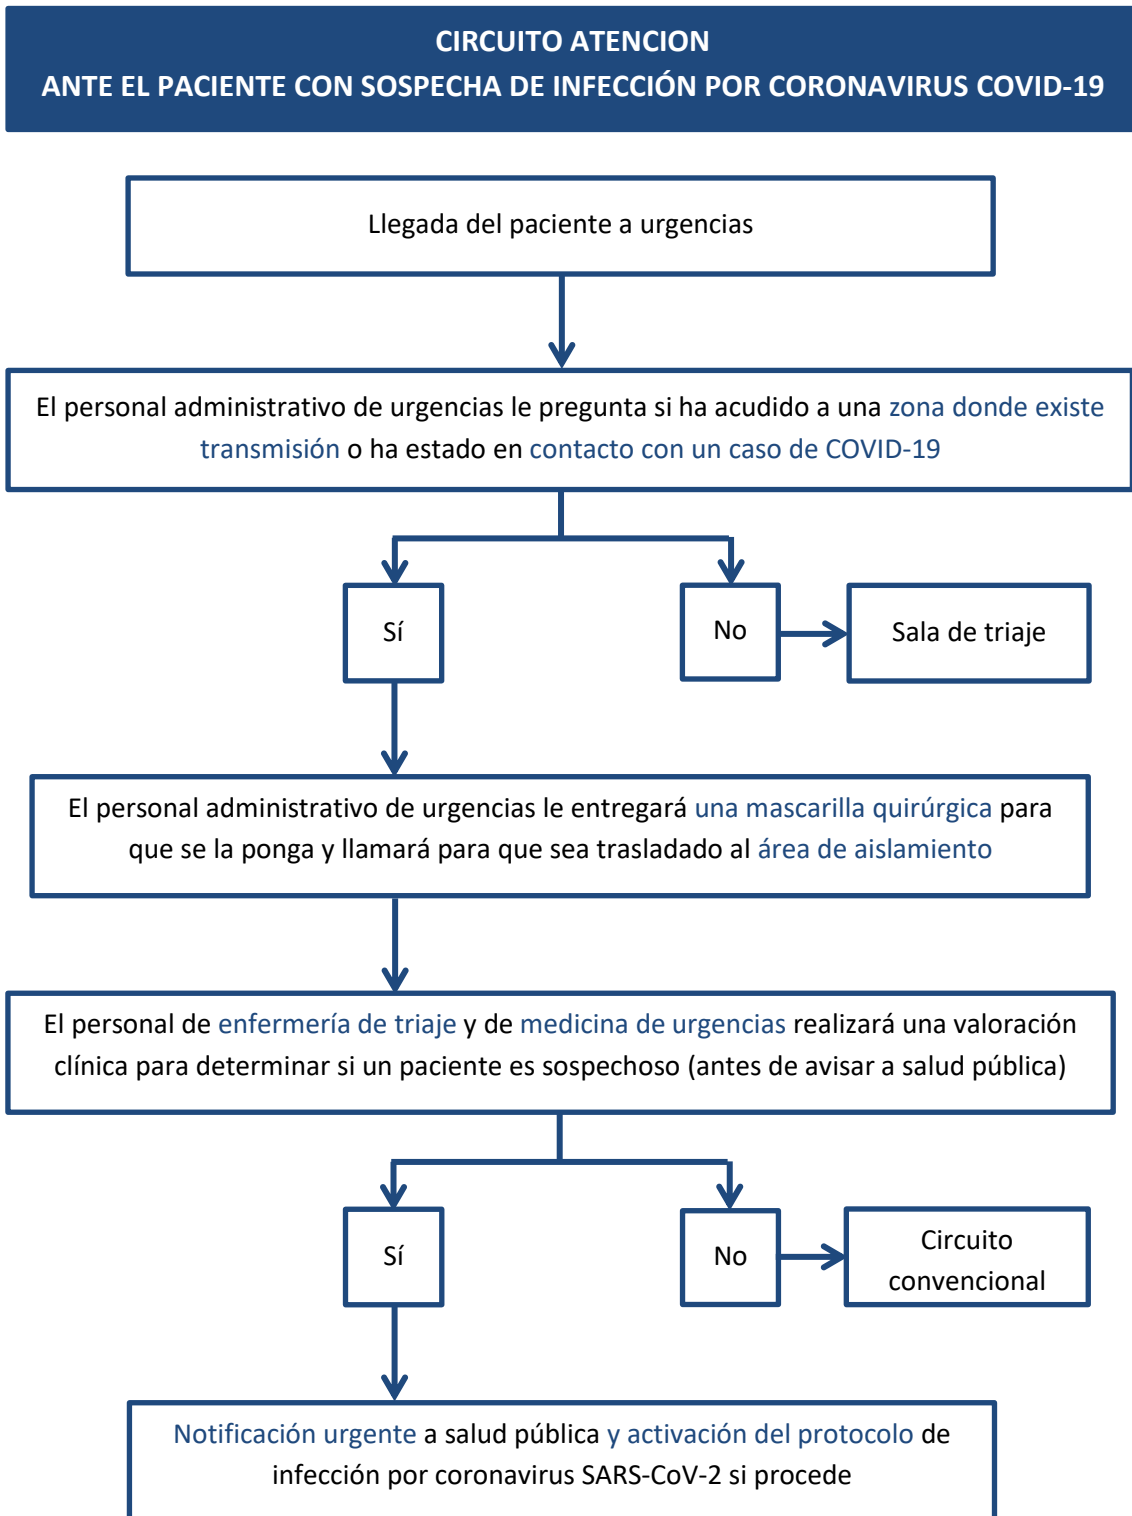 CIRCUITO ATENCION
ANTE EL PACIENTE CON SOSPECHA DE INFECCIÓN POR CORONAVIRUS COVID-19
Llegada del paciente a urgencias
El personal administrativo de urgencias le pregunta si ha acudido a una zona donde existe
transmisión o ha estado en contacto con un caso de COVID-19
Sí
No
Sala de triaje
El personal administrativo de urgencias le entregará una mascarilla quirúrgica para
que se la ponga y llamará para que sea trasladado al área de aislamiento
El personal de enfermería de triaje y de medicina de urgencias realizará una valoración
clínica para determinar si un paciente es sospechoso (antes de avisar a salud pública)
Sí
No
Circuito
convencional
Notificación urgente a salud pública y activación del protocolo de
infección por coronavirus SARS-CoV-2 si procede